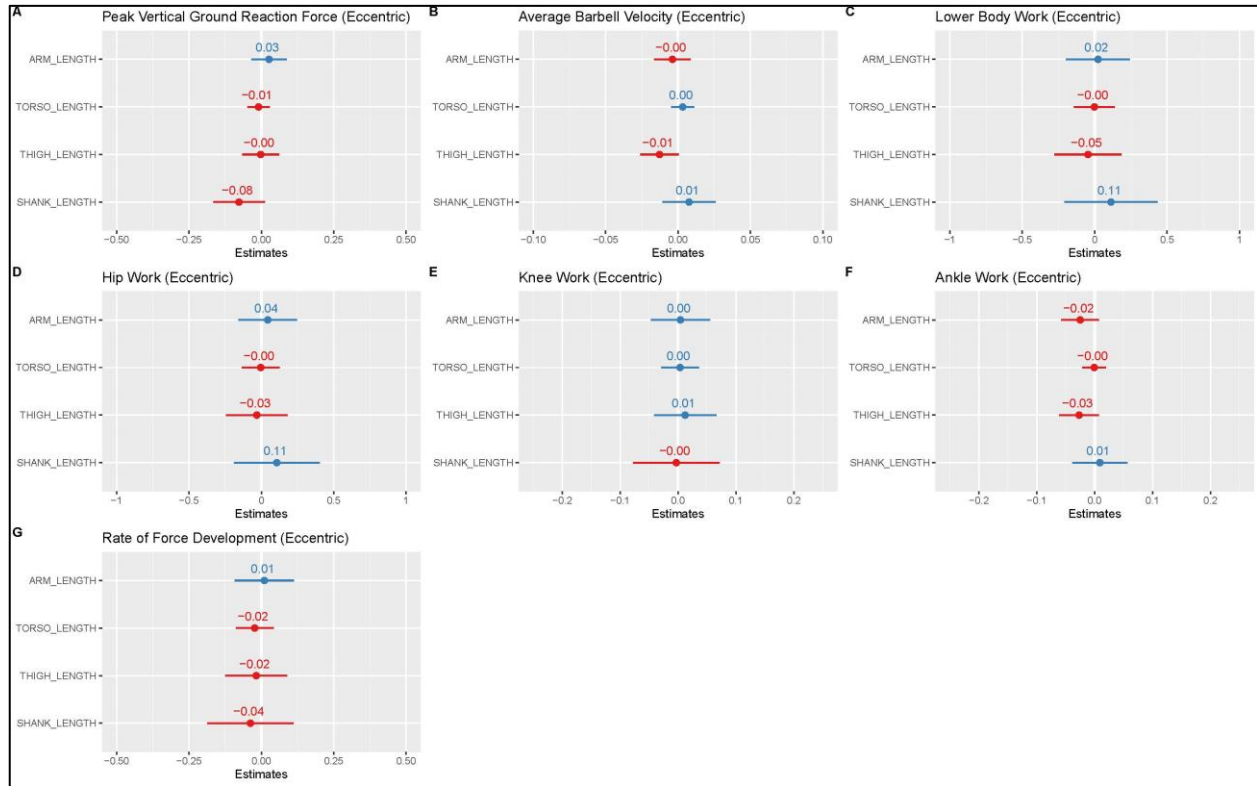 A Peak Vertical Ground Reaction Force (Eccentric)
ARM_LENGTH 0.03
TORSO_LENGTH −0.01
THIGH_LENGTH −0.00
SHANK_LENGTH −0.08
−0.50 −0.25 0.00 0.25 0.50
Estimates
B Average Barbell Velocity (Eccentric)
ARM_LENGTH −0.00
TORSO_LENGTH 0.00
THIGH_LENGTH −0.01
SHANK_LENGTH 0.01
−0.10 −0.05 0.00 0.05 0.10
Estimates
C Lower Body Work (Eccentric)
ARM_LENGTH 0.02
TORSO_LENGTH −0.00
THIGH_LENGTH −0.05
SHANK_LENGTH 0.11
−1 −0.5 0 0.5 1
Estimates
D Hip Work (Eccentric)
ARM_LENGTH 0.04
TORSO_LENGTH −0.00
THIGH_LENGTH −0.03
SHANK_LENGTH 0.11
−1 −0.5 0 0.5 1
Estimates
E Knee Work (Eccentric)
ARM_LENGTH 0.00
TORSO_LENGTH 0.00
THIGH_LENGTH 0.01
SHANK_LENGTH −0.00
−0.2 −0.1 0.0 0.1 0.2
Estimates
F Ankle Work (Eccentric)
ARM_LENGTH −0.02
TORSO_LENGTH −0.00
THIGH_LENGTH −0.03
SHANK_LENGTH 0.01
−0.2 −0.1 0.0 0.1 0.2
Estimates
G Rate of Force Development (Eccentric)
ARM_LENGTH 0.01
TORSO_LENGTH −0.02
THIGH_LENGTH −0.02
SHANK_LENGTH −0.04
−0.50 −0.25 0.00 0.25 0.50
Estimates